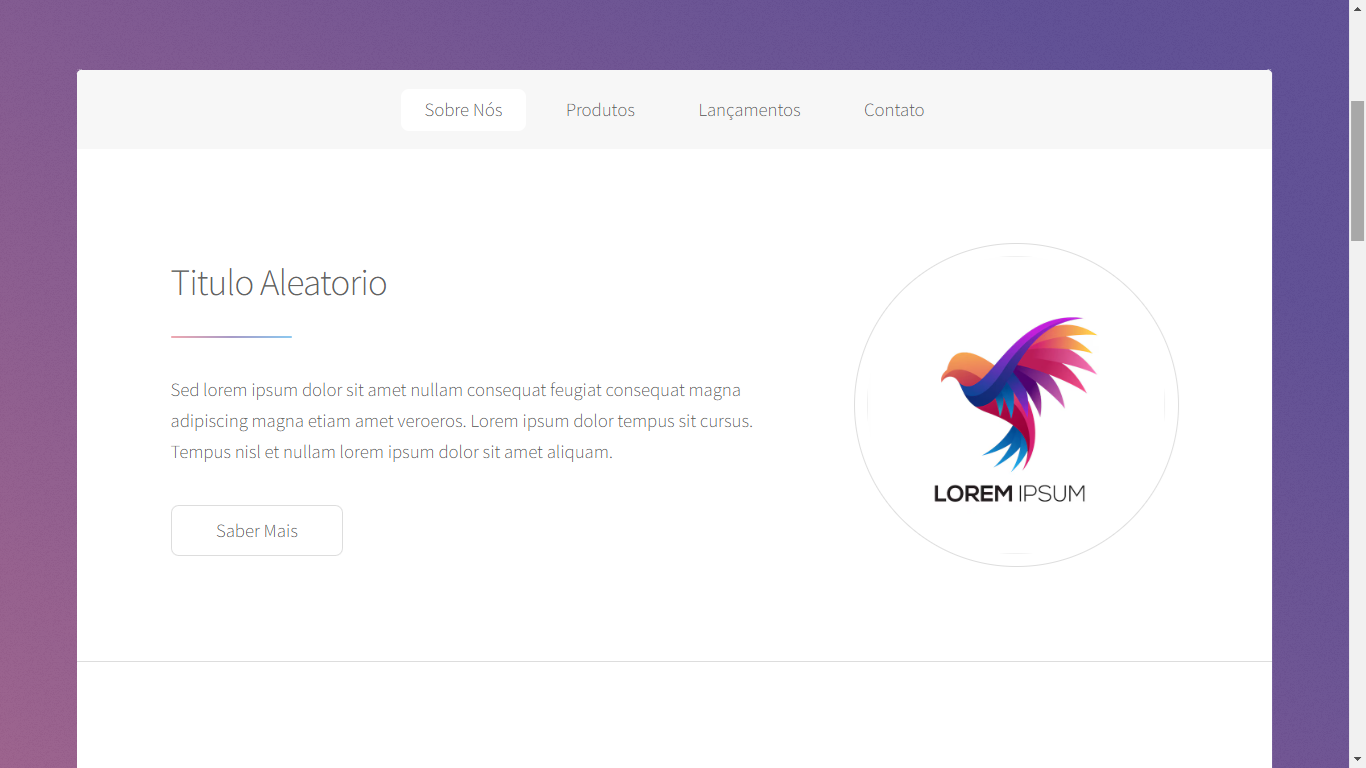 Sobre Nós Produtos Lançamentos Contato
Titulo Aleatorio
Sed lorem ipsum dolor sit amet nullam consequat feugiat consequat magna
adipiscing magna etiam amet veroeros. Lorem ipsum dolor tempus sit cursus.
Tempus nisl et nullam lorem ipsum dolor sit amet aliquam.
Saber Mais
LOREM IPSUM